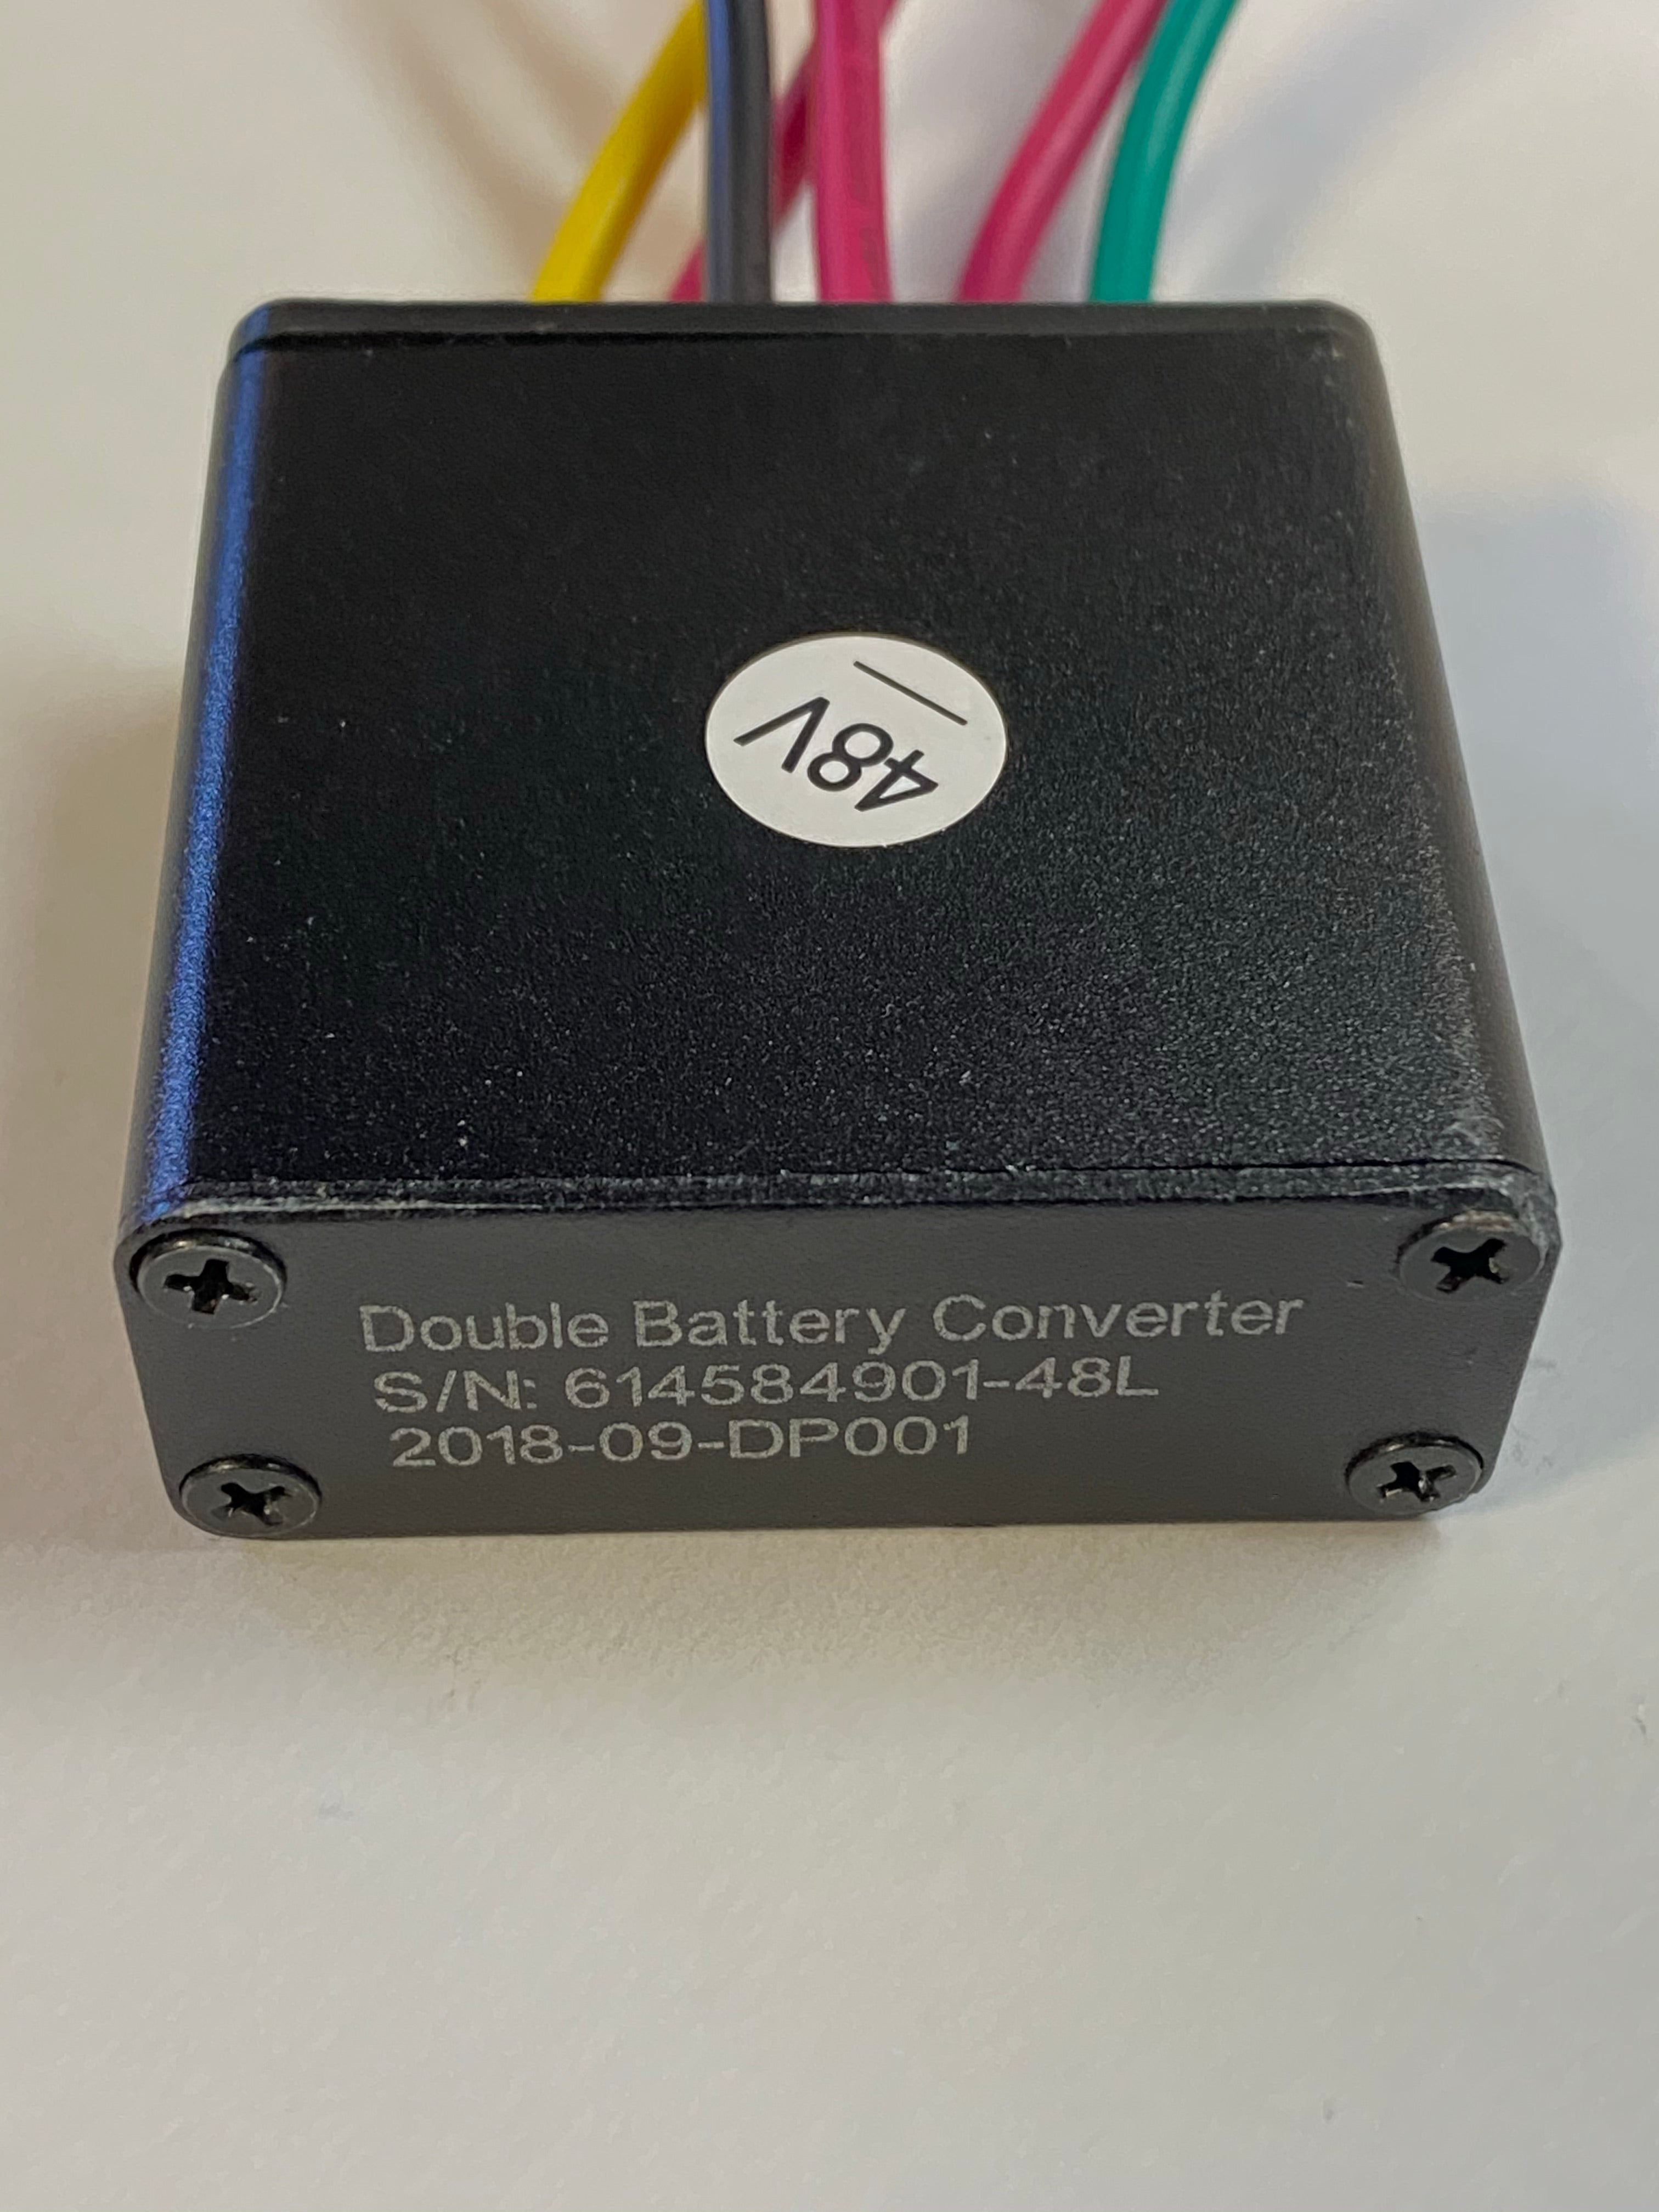 48V
Double Battery Converter
S/N: 614584901-48L
2018-09-DP001